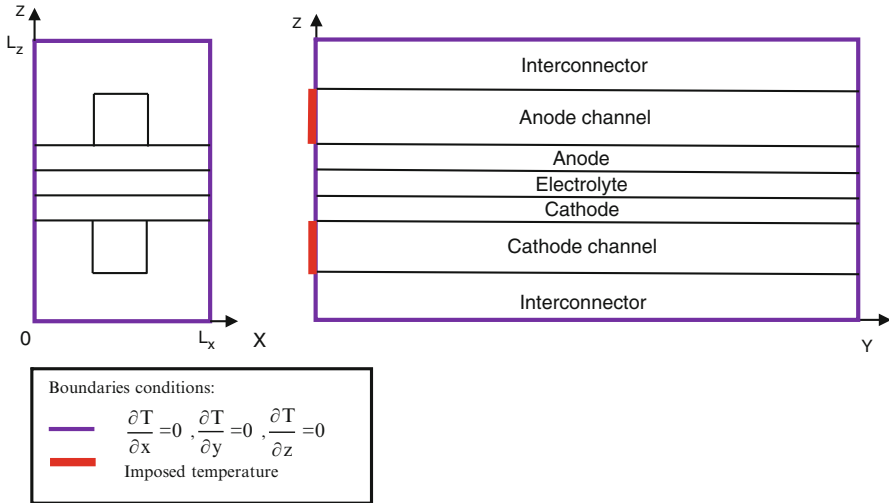 Z
L_z
0
L_x
X
Z
Interconnector
Anode channel
Anode
Electrolyte
Cathode
Cathode channel
Interconnector
Y
Boundaries conditions:
∂T/∂x =0 , ∂T/∂y =0 , ∂T/∂z =0
Imposed temperature